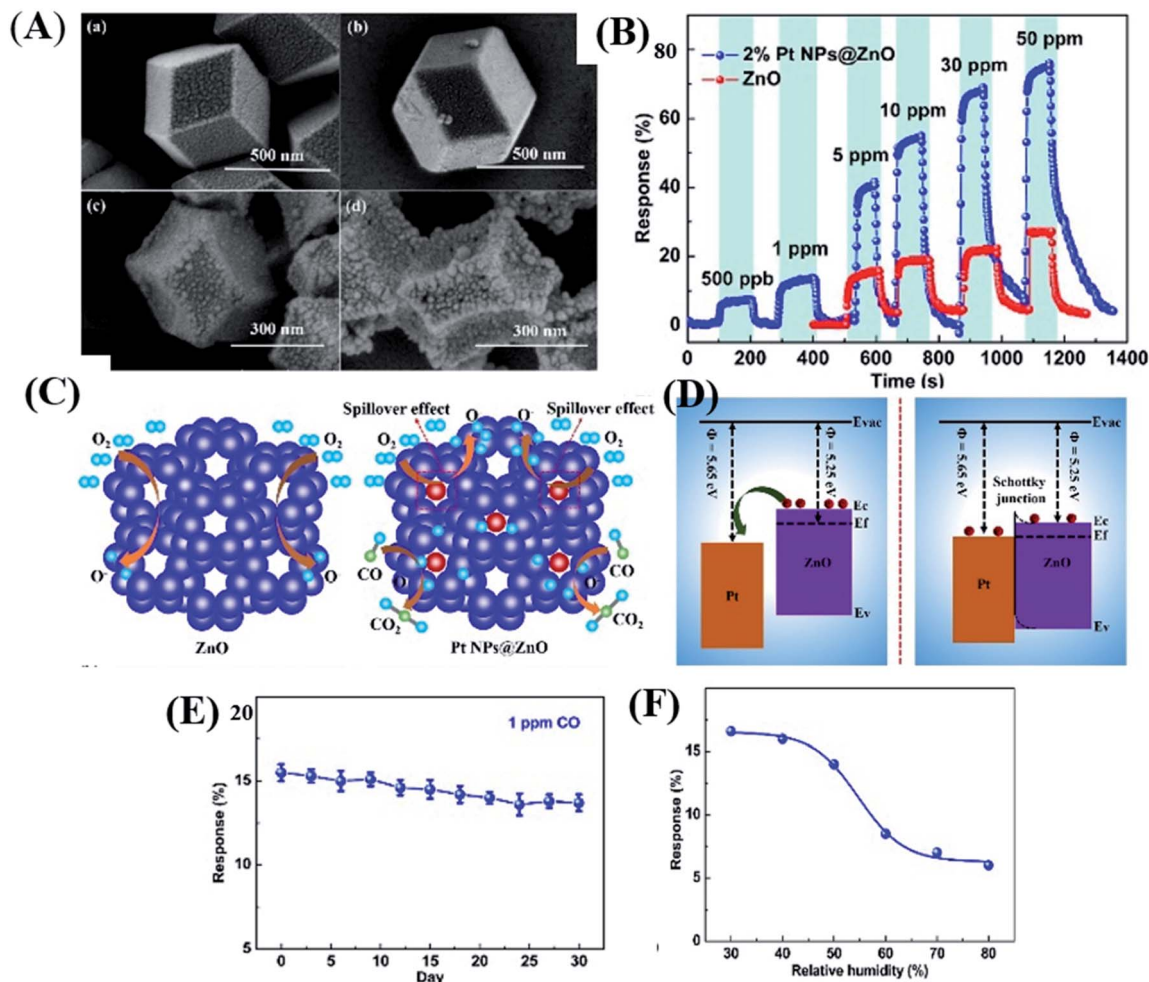 (A)
(a)
500 nm
(b)
500 nm
(c)
300 nm
(d)
300 nm
(B)
80
60
40
20
0
Response (%)
2% Pt NPs@ZnO
ZnO
500 ppb
1 ppm
5 ppm
10 ppm
30 ppm
50 ppm
0 200 400 600 800 1000 1200 1400
Time (s)
(C)
Spillover effect
O⁻
O⁻
Spillover effect
O₂
O₂
O₂
O₂
O⁻
O⁻
CO
O⁻
CO₂
CO
O⁻
CO₂
ZnO
Pt NPs@ZnO
(D)
Evac
Φ = 5.65 eV
Φ = 5.25 eV
Ec
Ef
ZnO
Pt
Ev
Evac
Φ = 5.65 eV
Φ = 5.25 eV
Schottky
junction
Ec
Ef
Pt
ZnO
Ev
(E)
20
15
10
5
Response (%)
1 ppm CO
0 5 10 15 20 25 30
Day
(F)
15
10
5
0
Response (%)
30 40 50 60 70 80
Relative humidity (%)